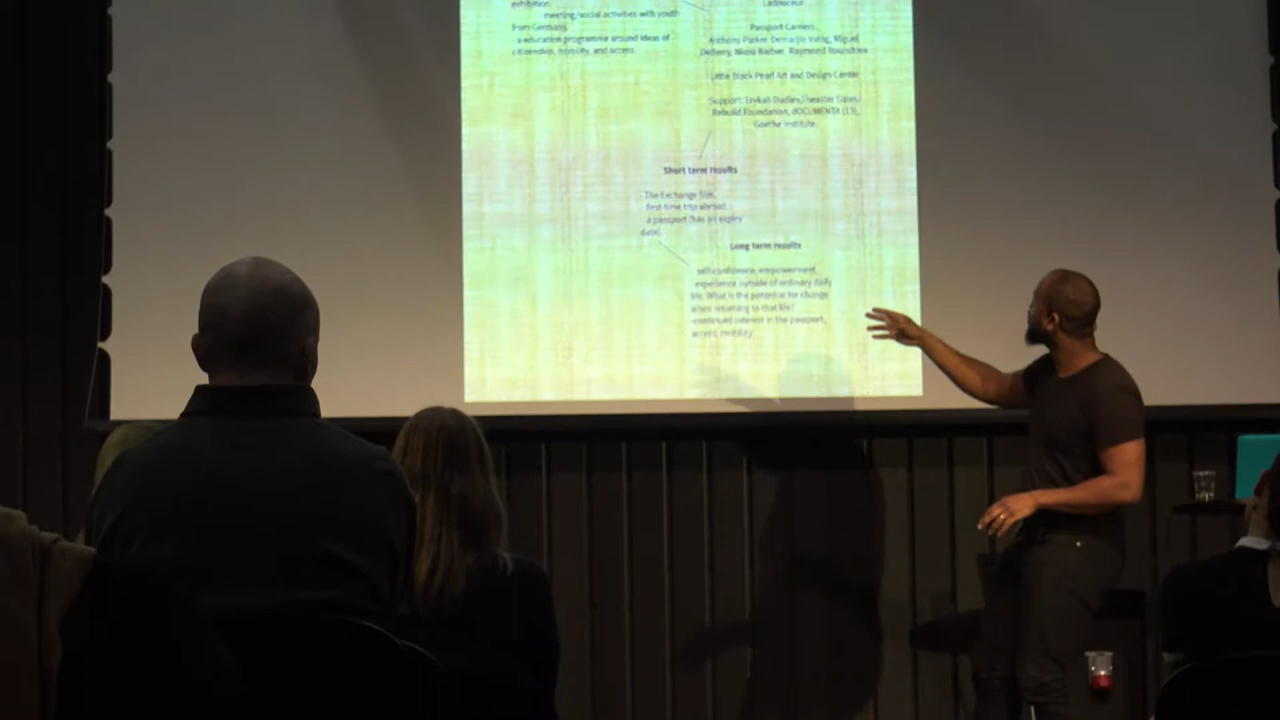 exhibition.
meeting/social activities with youth
from Germany.
- a education programme around ideas of
citizenship, mobility, and access.
Ladouceur
Passport Carriers:
Anthony Parker, Demarjio Irving, Miguel
DeBerry, Nikko Barber, Raymond Roundtree
Little Black Pearl Art and Design Center
Support: Erykah Dudley, Theaster Gates/
Rebuild Foundation, dOCUMENTA (13),
Goethe Institute.
Short term results
The Exchange film,
first-time trip abroad
a passport (has an expiry
date)
Long term results
self-confidence, empowerment,
experience outside of ordinary daily
life. What is the potential for change
when returning to that life?
-continued interest in the passport,
access, mobility